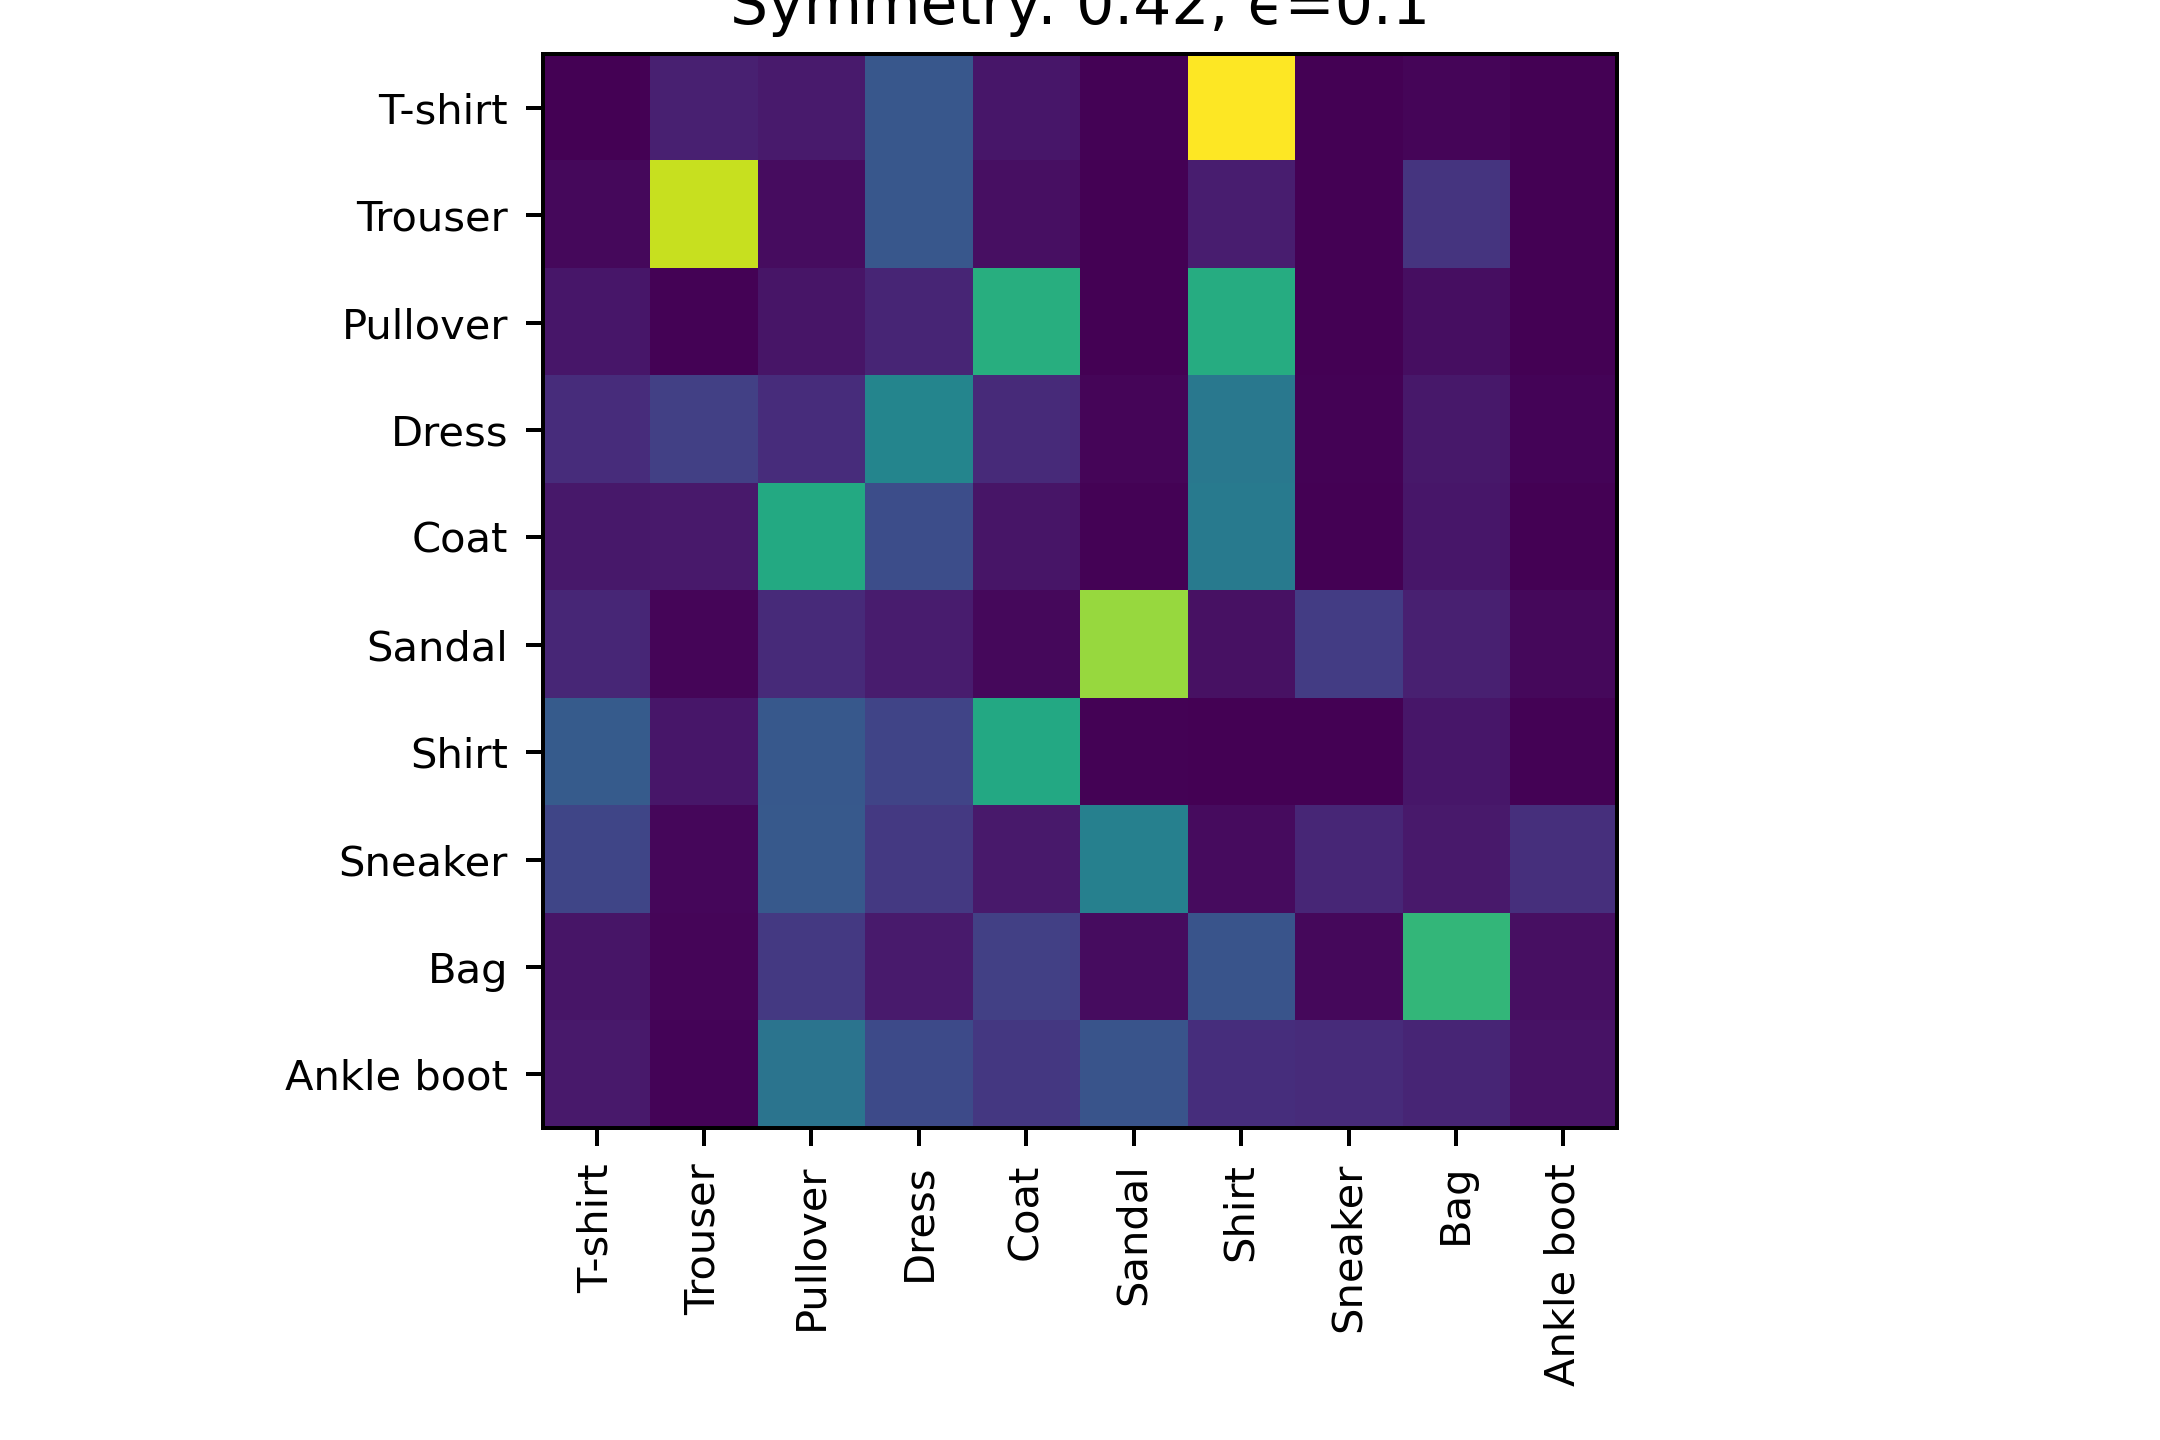 Symmetry: 0.42, ϵ=0.1
T-shirt
Trouser
Pullover
Dress
Coat
Sandal
Shirt
Sneaker
Bag
Ankle boot
T-shirt
Trouser
Pullover
Dress
Coat
Sandal
Shirt
Sneaker
Bag
Ankle boot